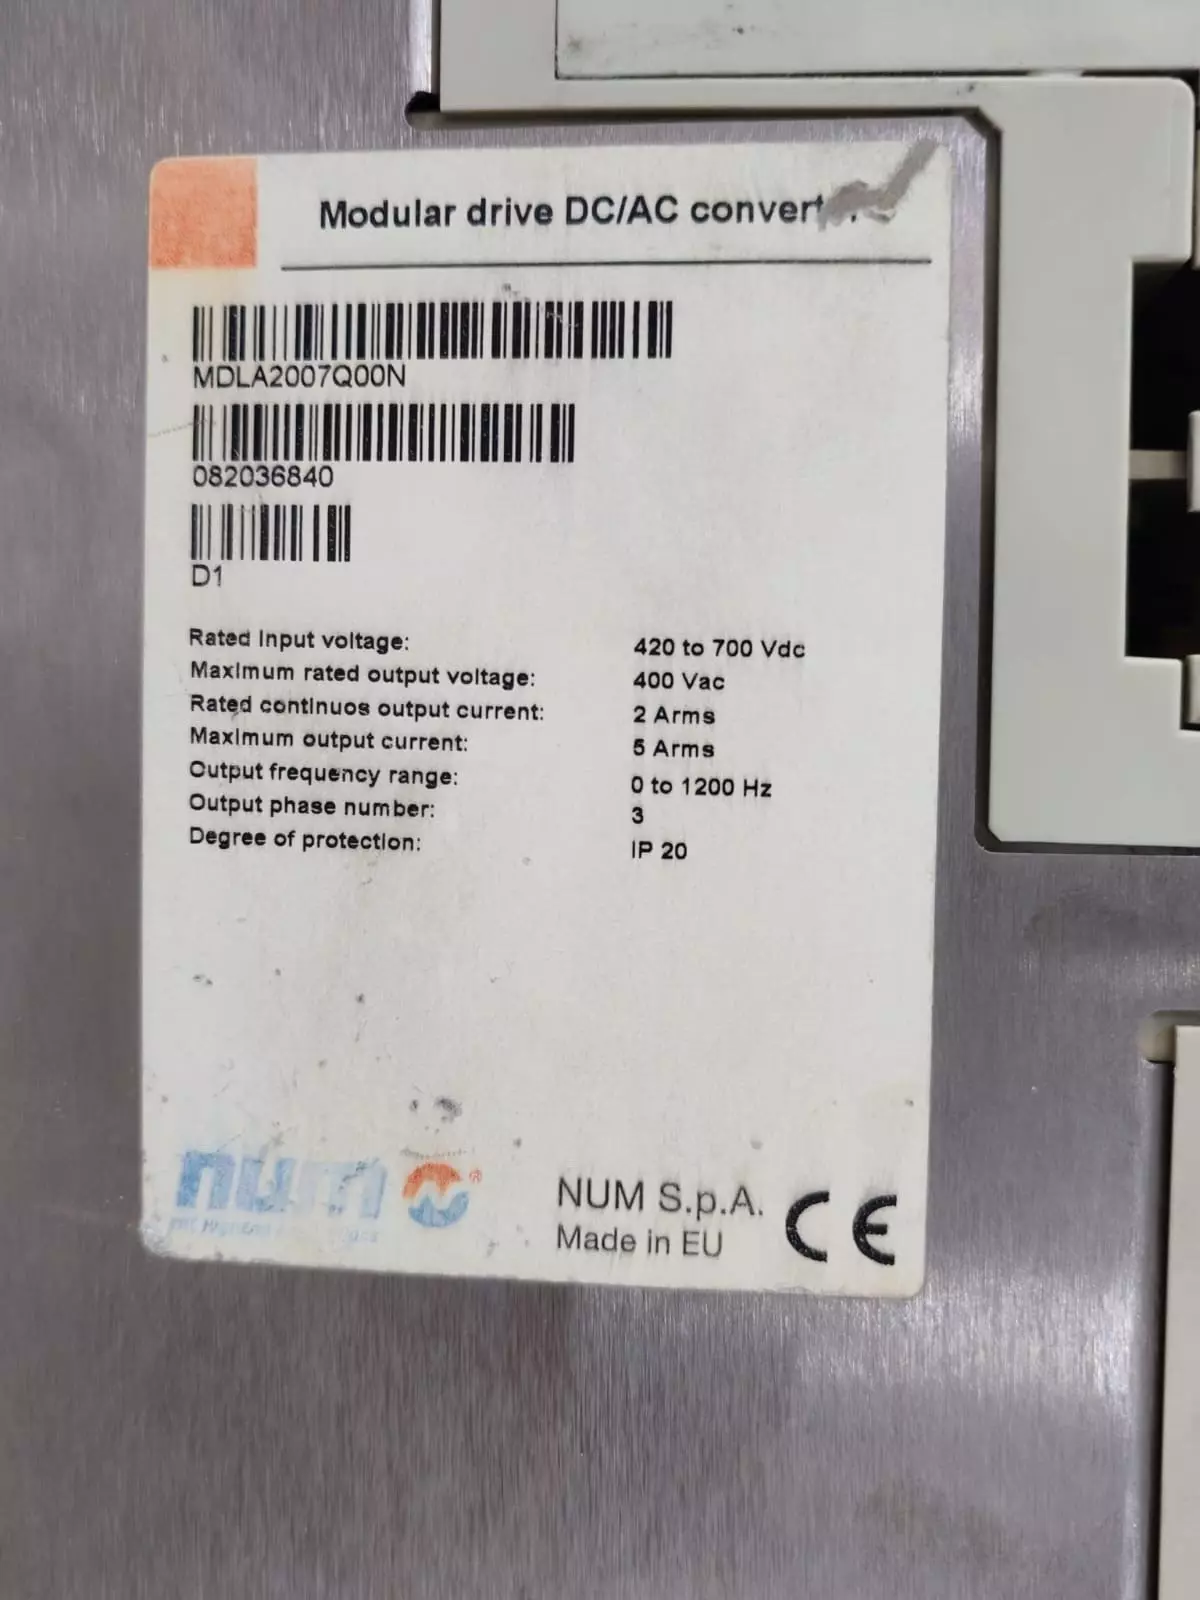 Modular drive DC/AC
MDLA2007Q00N
082036840
D1
Rated Input voltage: 420 to 700 Vdc
Maximum rated output voltage: 400 Vac
Rated continuos output current: 2 Arms
Maximum output current: 5 Arms
Output frequency range: 0 to 1200 Hz
Output phase number: 3
Degree of protection: IP 20
num ®
NUM S.p.A.
Made in EU
CE